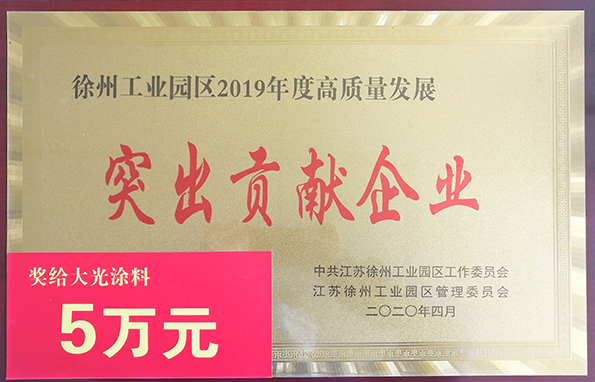 徐州工业园区2019年度高质量发展
突出贡献企业
奖给大光涂料
5万元
中共江苏徐州工业园区工作委员会
江苏徐州工业园区管理委员会
二〇二〇年四月